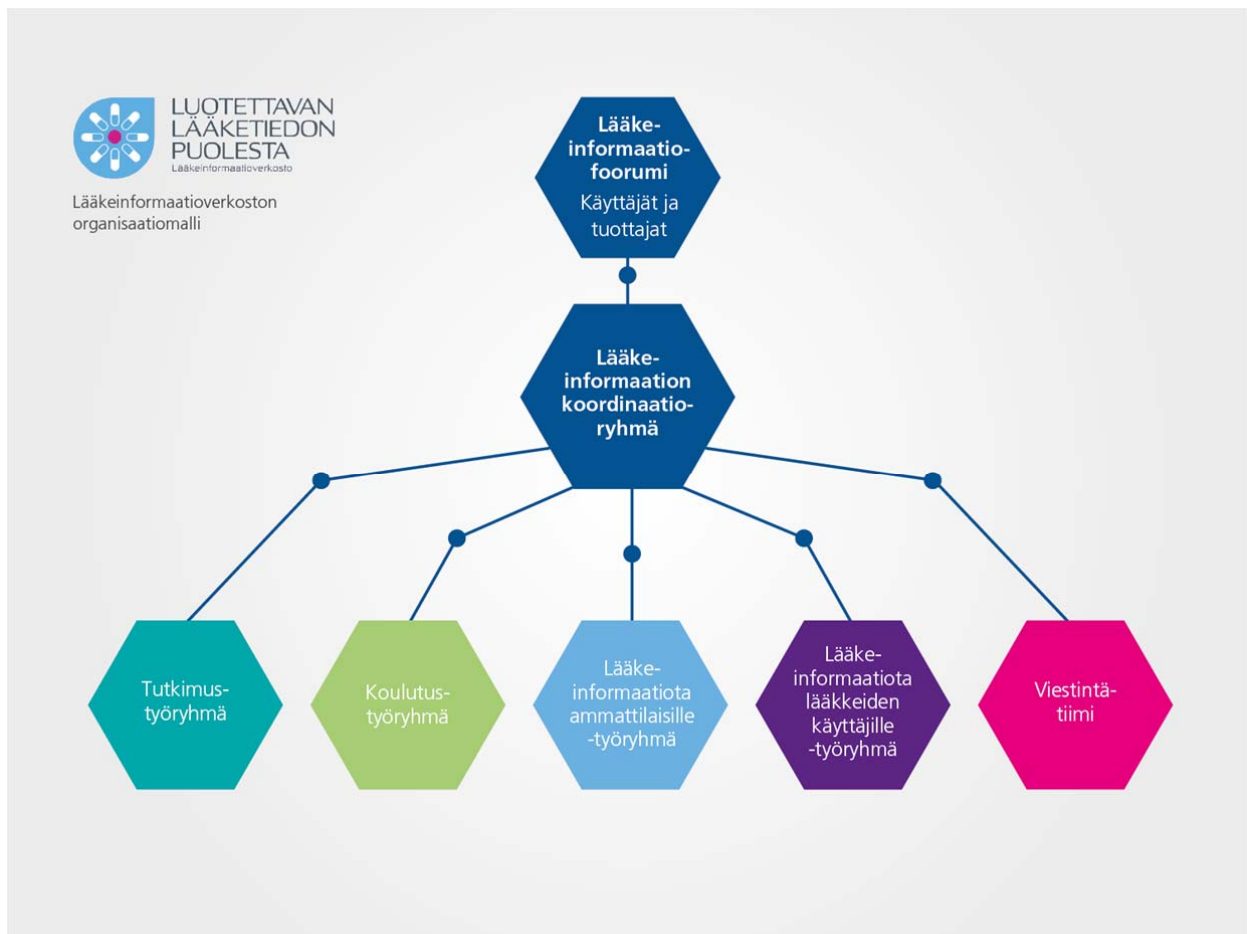 LUOTETTAVAN
LÄÄKETIEDON
PUOLESTA
Lääkeinformaatioverkosto
Lääkeinformaatioverkoston
organisaatiomalli
Lääke-
informaatio-
foorumi
Käyttäjät ja
tuottajat
Lääke-
informaation
koordinaatio-
ryhmä
Tutkimus-
työryhmä
Koulutus-
työryhmä
Lääke-
informaatiota
ammattilaisille
-työryhmä
Lääke-
informaatiota
lääkkeiden
käyttäjille
-työryhmä
Viestintä-
tiimi